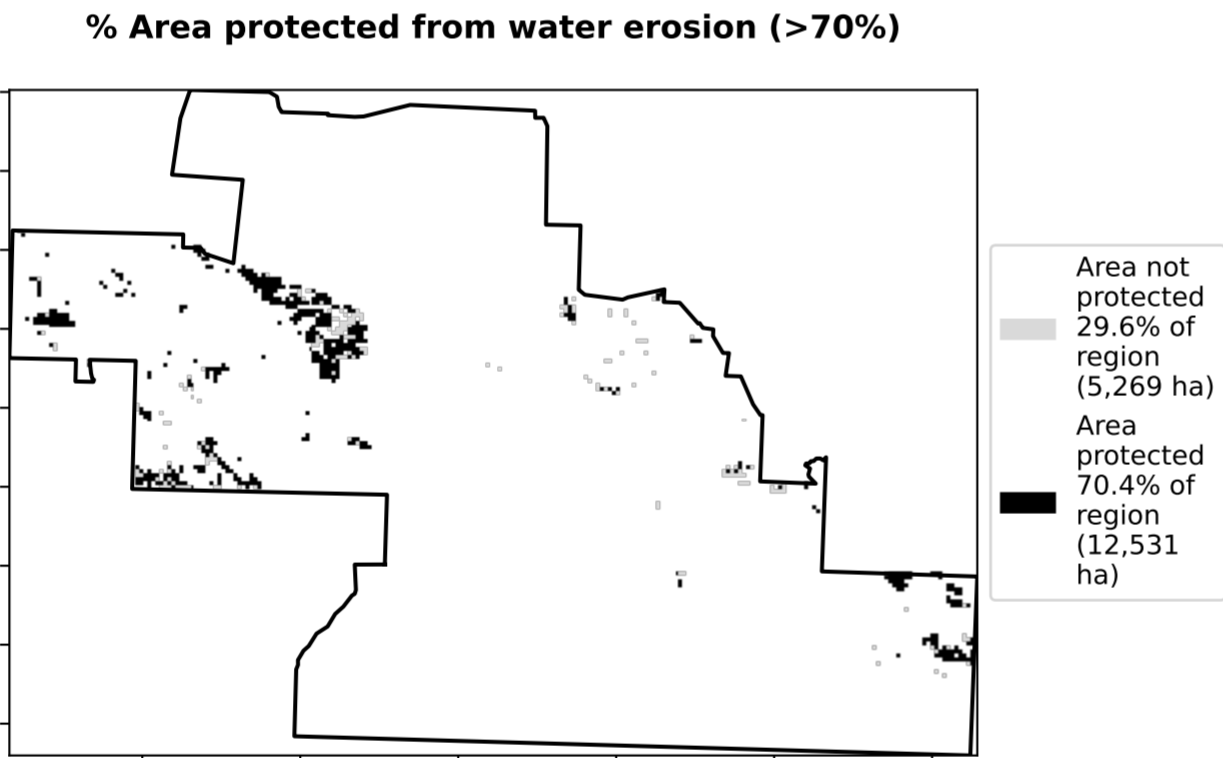 % Area protected from water erosion (>70%)
Area not
protected
29.6% of
region
(5,269 ha)
Area
protected
70.4% of
region
(12,531
ha)